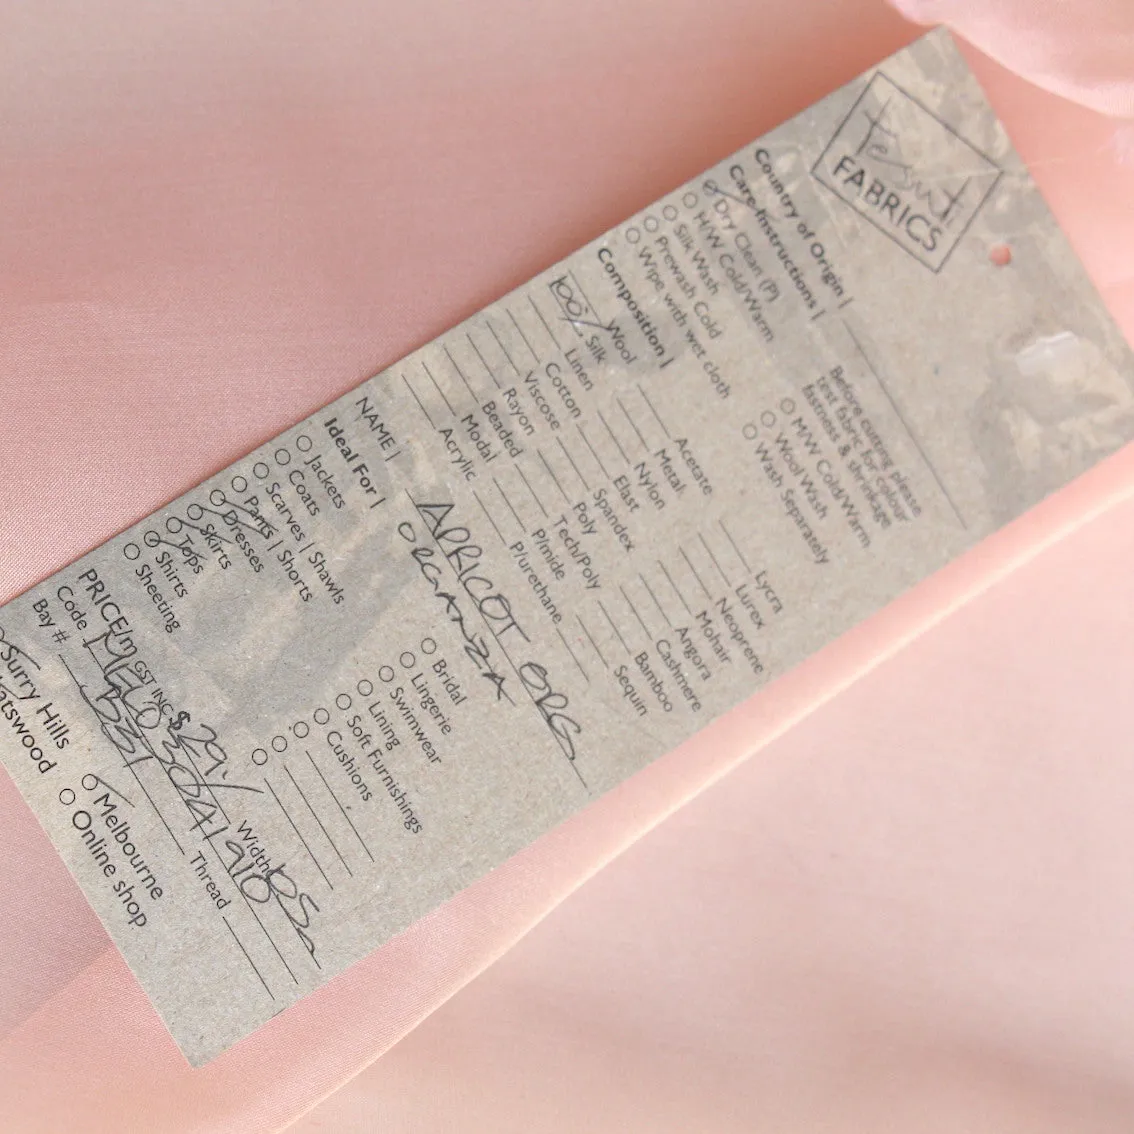 Tessuti
FABRICS
Country of Origin |
Care Instructions |
Dry Clean (P)
H/W Cold/Warm
Silk Wash
Prewash Cold
Wipe with wet cloth
Before cutting please
test fabric for colour
fastness & shrinkage
M/W Cold/Warm
Wool Wash
Wash Separately
Composition |
Wool
100% Silk
Linen
Cotton
Viscose
Rayon
Beaded
Modal
Acrylic
Acetate
Metal
Nylon
Elast
Spandex
Poly
Tech/Poly
P/mide
P/urethane
Lycra
Lurex
Neoprene
Mohair
Angora
Cashmere
Bamboo
Sequin
NAME | APRICOT ORG
ORGANZA
Ideal For |
Jackets
Coats
Scarves | Shawls
Pants | Shorts
Dresses
Skirts
Tops
Shirts
Sheeting
Bridal
Lingerie
Swimwear
Lining
Soft Furnishings
Cushions
PRICE/m GST INC $29.- Width
Code
Bay # 331 Thread
Surry Hills
Melbourne
Online shop